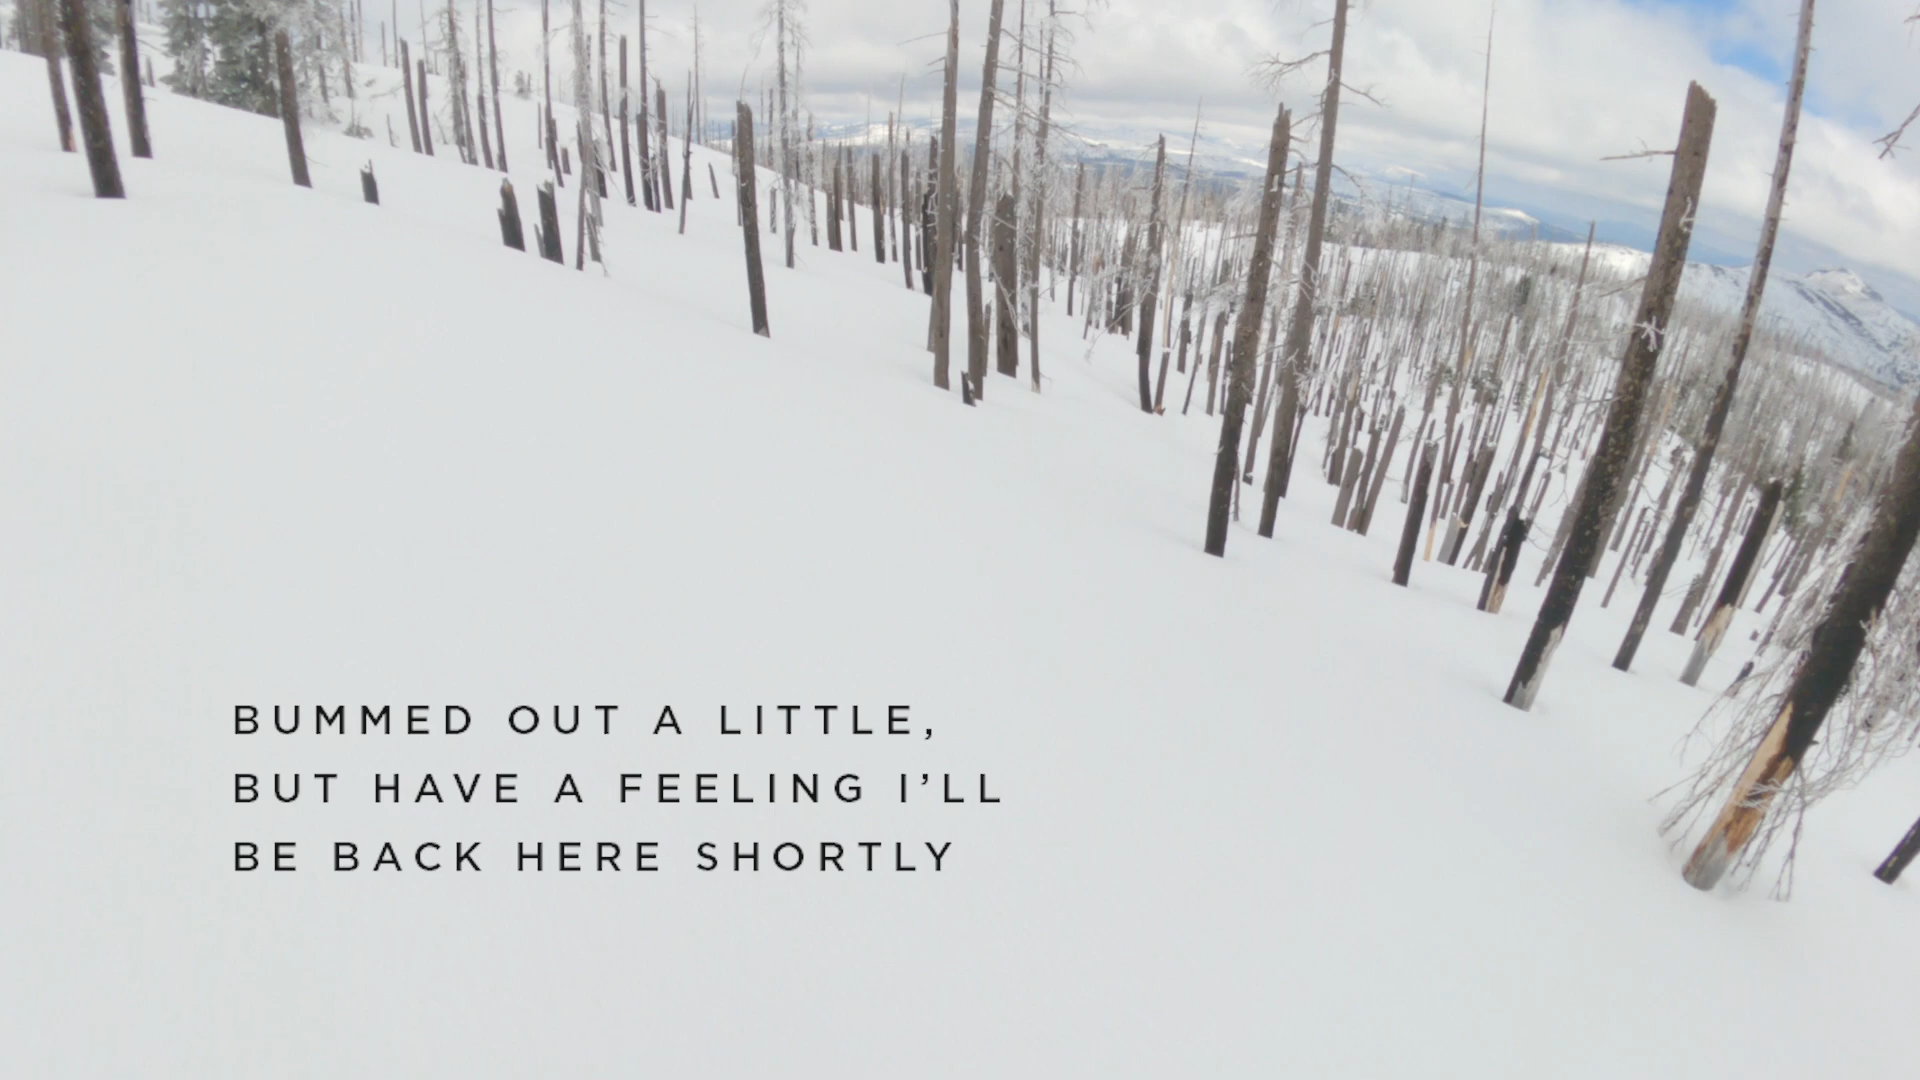 BUMMED OUT A LITTLE,
BUT HAVE A FEELING I’LL
BE BACK HERE SHORTLY